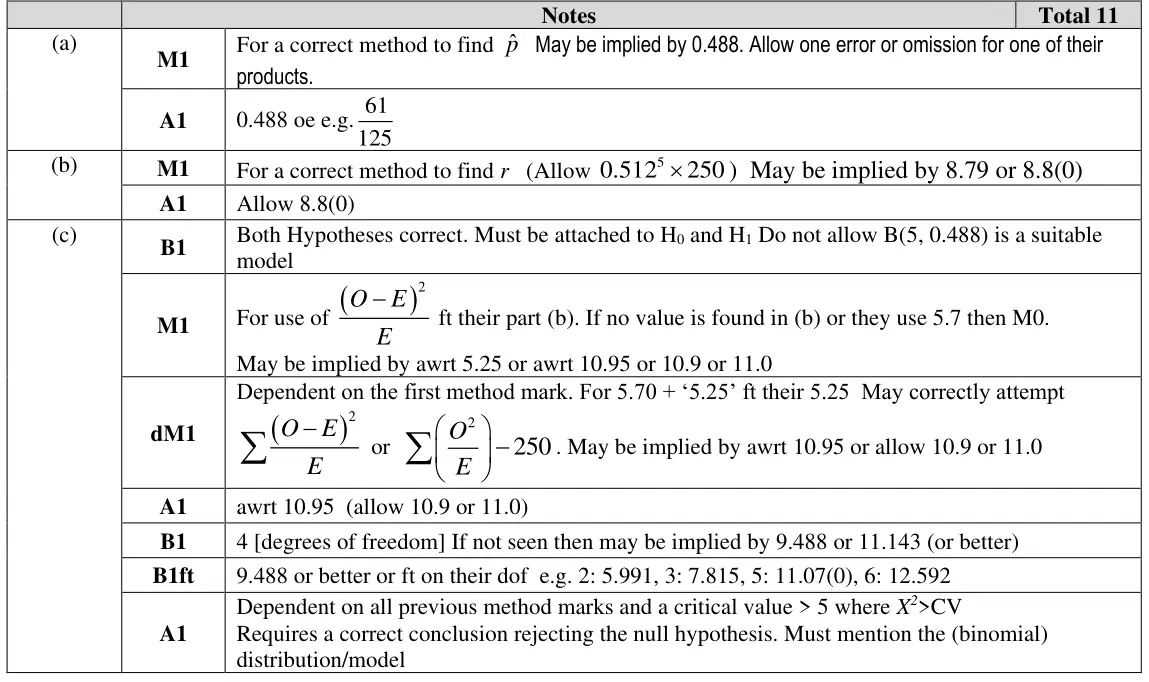 Notes Total 11
(a) M1 For a correct method to find p̂ May be implied by 0.488. Allow one error or omission for one of their
products.
A1 0.488 oe e.g. 61/125
(b) M1 For a correct method to find r (Allow 0.512⁵ × 250 ) May be implied by 8.79 or 8.8(0)
A1 Allow 8.8(0)
(c) B1 Both Hypotheses correct. Must be attached to H₀ and H₁ Do not allow B(5, 0.488) is a suitable
model
M1 For use of (O − E)²/E ft their part (b). If no value is found in (b) or they use 5.7 then M0.
May be implied by awrt 5.25 or awrt 10.95 or 10.9 or 11.0
dM1 Dependent on the first method mark. For 5.70 + ‘5.25’ ft their 5.25 May correctly attempt
∑ (O − E)²/E or ∑ (O²/E) − 250 . May be implied by awrt 10.95 or allow 10.9 or 11.0
A1 awrt 10.95 (allow 10.9 or 11.0)
B1 4 [degrees of freedom] If not seen then may be implied by 9.488 or 11.143 (or better)
B1ft 9.488 or better or ft on their dof e.g. 2: 5.991, 3: 7.815, 5: 11.07(0), 6: 12.592
A1 Dependent on all previous method marks and a critical value > 5 where X²>CV
Requires a correct conclusion rejecting the null hypothesis. Must mention the (binomial)
distribution/model